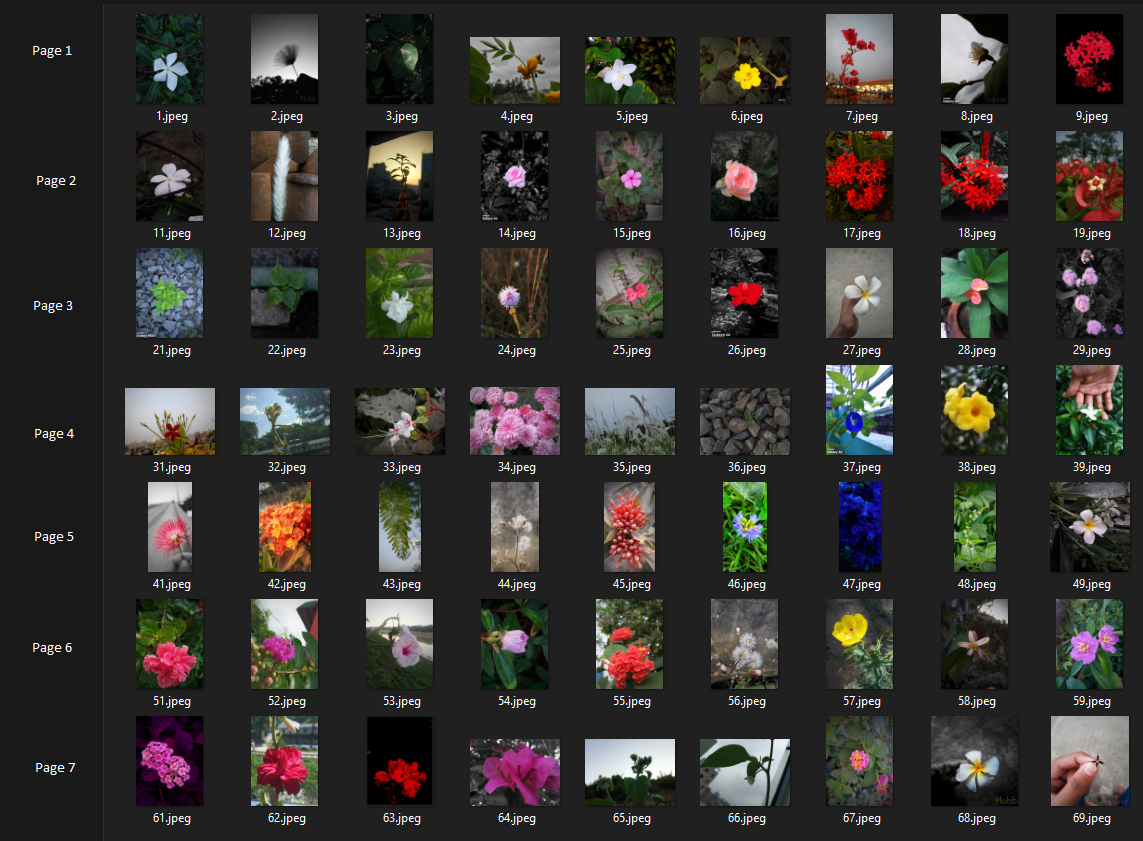 Page 1
1.jpeg 2.jpeg 3.jpeg 4.jpeg 5.jpeg 6.jpeg 7.jpeg 8.jpeg 9.jpeg
Page 2
11.jpeg 12.jpeg 13.jpeg 14.jpeg 15.jpeg 16.jpeg 17.jpeg 18.jpeg 19.jpeg
Page 3
21.jpeg 22.jpeg 23.jpeg 24.jpeg 25.jpeg 26.jpeg 27.jpeg 28.jpeg 29.jpeg
Page 4
31.jpeg 32.jpeg 33.jpeg 34.jpeg 35.jpeg 36.jpeg 37.jpeg 38.jpeg 39.jpeg
Page 5
41.jpeg 42.jpeg 43.jpeg 44.jpeg 45.jpeg 46.jpeg 47.jpeg 48.jpeg 49.jpeg
Page 6
51.jpeg 52.jpeg 53.jpeg 54.jpeg 55.jpeg 56.jpeg 57.jpeg 58.jpeg 59.jpeg
Page 7
Muhib
61.jpeg 62.jpeg 63.jpeg 64.jpeg 65.jpeg 66.jpeg 67.jpeg 68.jpeg 69.jpeg